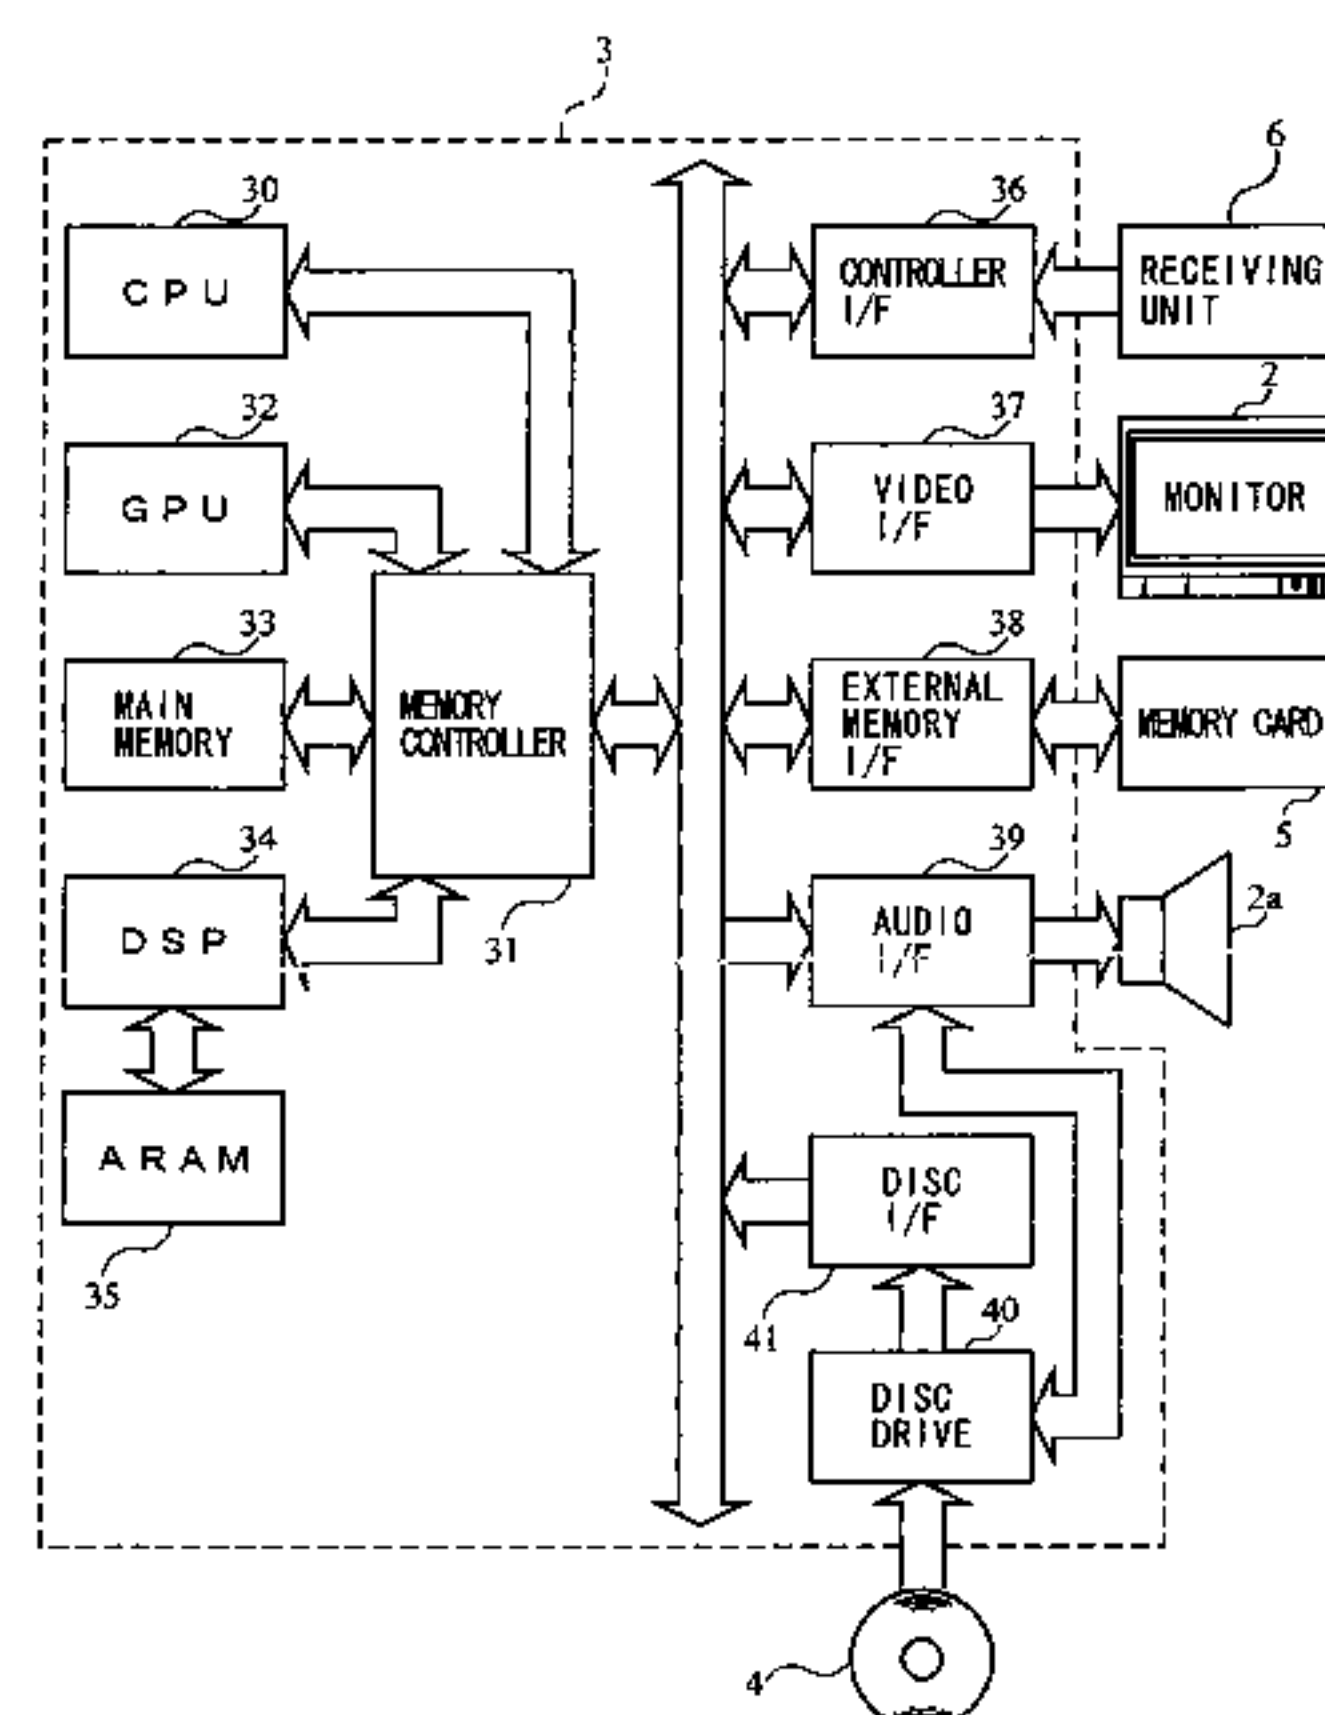 3
6
30
36
CPU
CONTROLLER
I/F
RECEIVING
UNIT
32
37
2
GPU
VIDEO
I/F
MONITOR
33
38
MAIN
MEMORY
MEMORY
CONTROLLER
EXTERNAL
MEMORY
I/F
MEMORY CARD
5
34
39
31
DSP
AUDIO
I/F
2a
ARAM
35
DISC
I/F
41
40
DISC
DRIVE
4